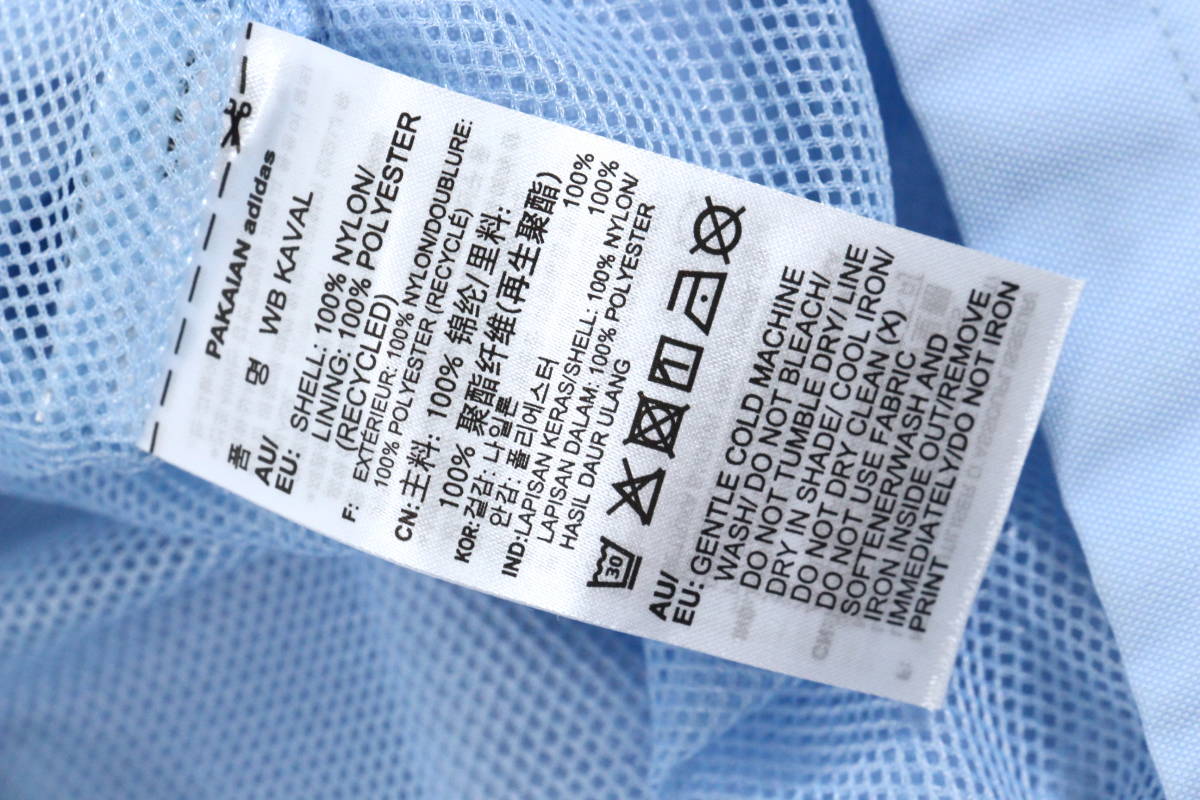 PAKAIAN adidas
품 명 WB KAVAL
AU/
EU: SHELL: 100% NYLON/
LINING: 100% POLYESTER
(RECYCLED)
F: EXTÉRIEUR: 100% NYLON/DOUBLURE:
100% POLYESTER (RECYCLÉ)
CN: 主料: 100% 锦纶/里料:
100% 聚酯纤维(再生聚酯)
KOR: 겉감: 나일론 100%
안감: 폴리에스터 100%
IND: LAPISAN KERAS/SHELL: 100% NYLON/
LAPISAN DALAM: 100% POLYESTER
HASIL DAUR ULANG
30
AU/
EU: GENTLE COLD MACHINE
WASH/ DO NOT BLEACH/
DO NOT TUMBLE DRY/ LINE
DRY IN SHADE/ COOL IRON/
DO NOT DRY CLEAN (X)
DO NOT USE FABRIC
SOFTENER/WASH AND
IRON INSIDE OUT/REMOVE
IMMEDIATELY/DO NOT IRON
PRINT